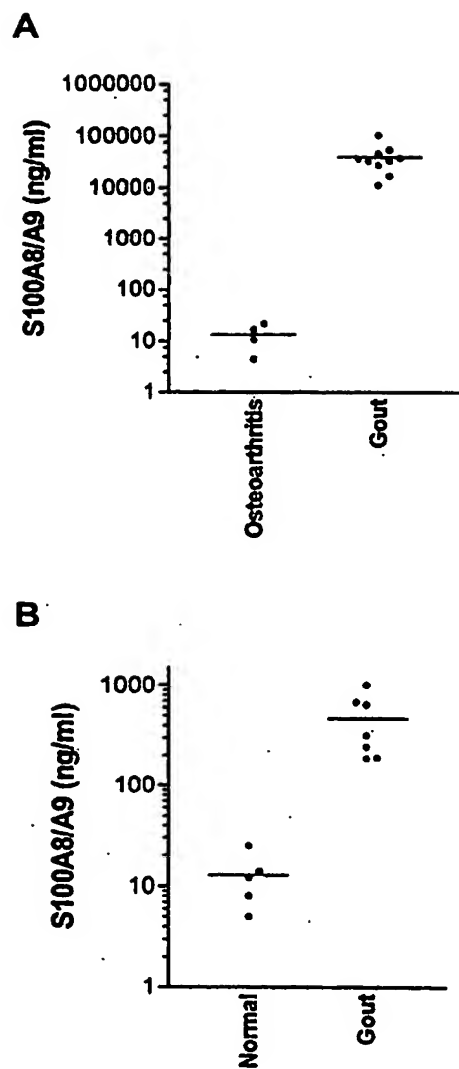 A
S100A8/A9 (ng/ml)
1000000
100000
10000
1000
100
10
1
Osteoarthritis
Gout
B
S100A8/A9 (ng/ml)
1000
100
10
1
Normal
Gout